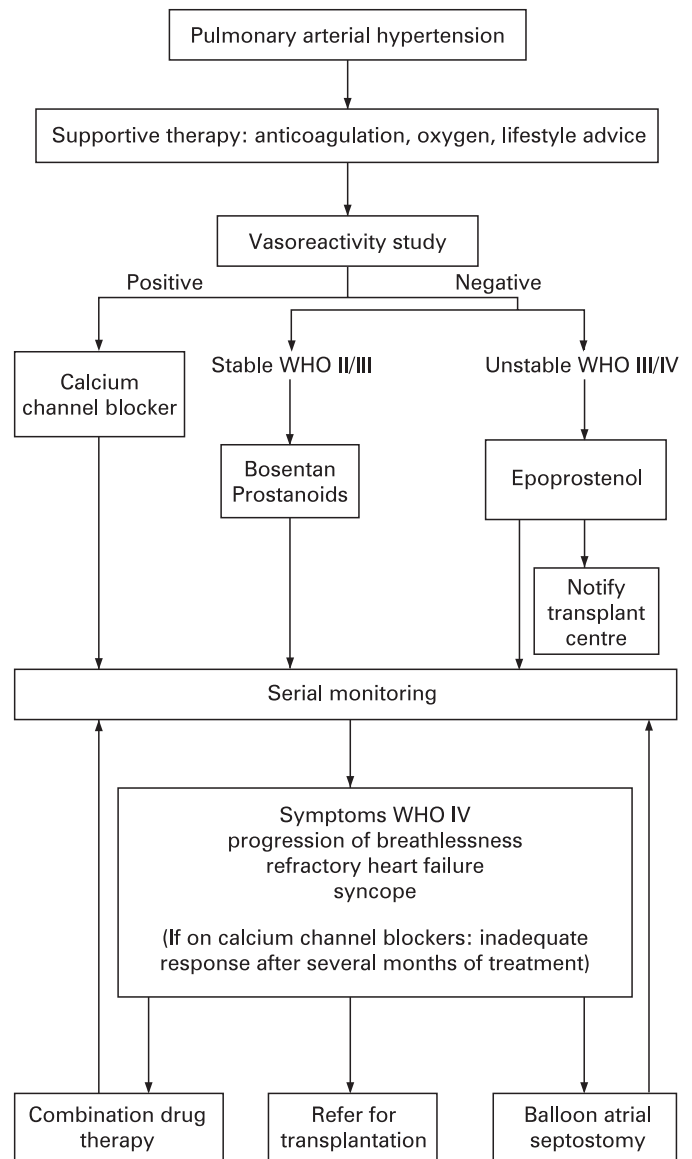 Pulmonary arterial hypertension
Supportive therapy: anticoagulation, oxygen, lifestyle advice
Vasoreactivity study
Positive
Negative
Calcium
channel blocker
Stable WHO II/III
Unstable WHO III/IV
Bosentan
Prostanoids
Epoprostenol
Notify
transplant
centre
Serial monitoring
Symptoms WHO IV
progression of breathlessness
refractory heart failure
syncope
(If on calcium channel blockers: inadequate
response after several months of treatment)
Combination drug
therapy
Refer for
transplantation
Balloon atrial
septostomy